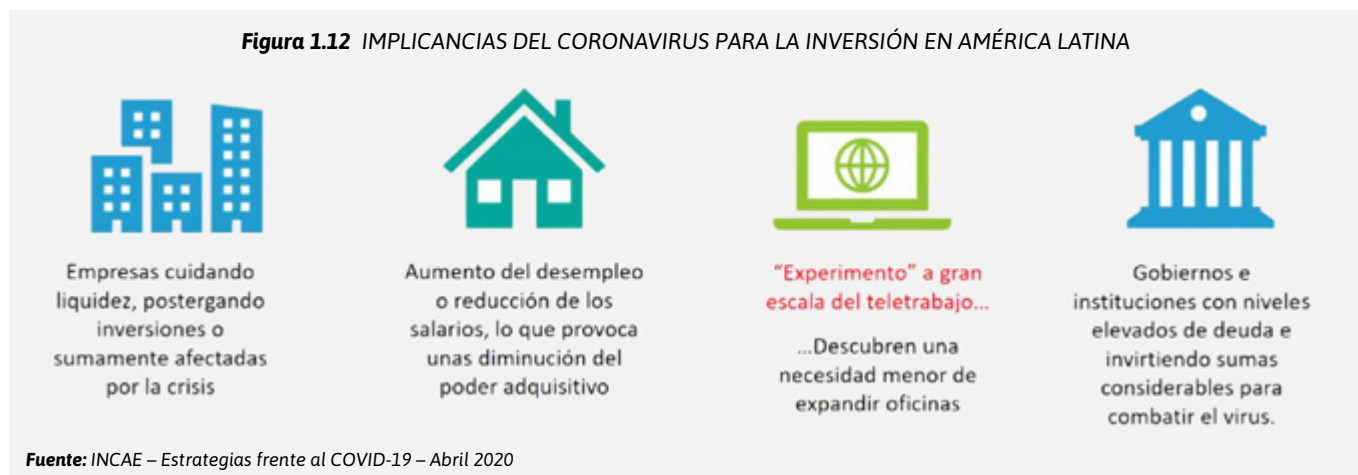 Figura 1.12 IMPLICANCIAS DEL CORONAVIRUS PARA LA INVERSIÓN EN AMÉRICA LATINA
Empresas cuidando
liquidez, postergando
inversiones o
sumamente afectadas
por la crisis
Aumento del desempleo
o reducción de los
salarios, lo que provoca
unas diminución del
poder adquisitivo
"Experimento" a gran
escala del teletrabajo...
...Descubren una
necesidad menor de
expandir oficinas
Gobiernos e
instituciones con niveles
elevados de deuda e
invirtiendo sumas
considerables para
combatir el virus.
Fuente: INCAE – Estrategias frente al COVID-19 – Abril 2020